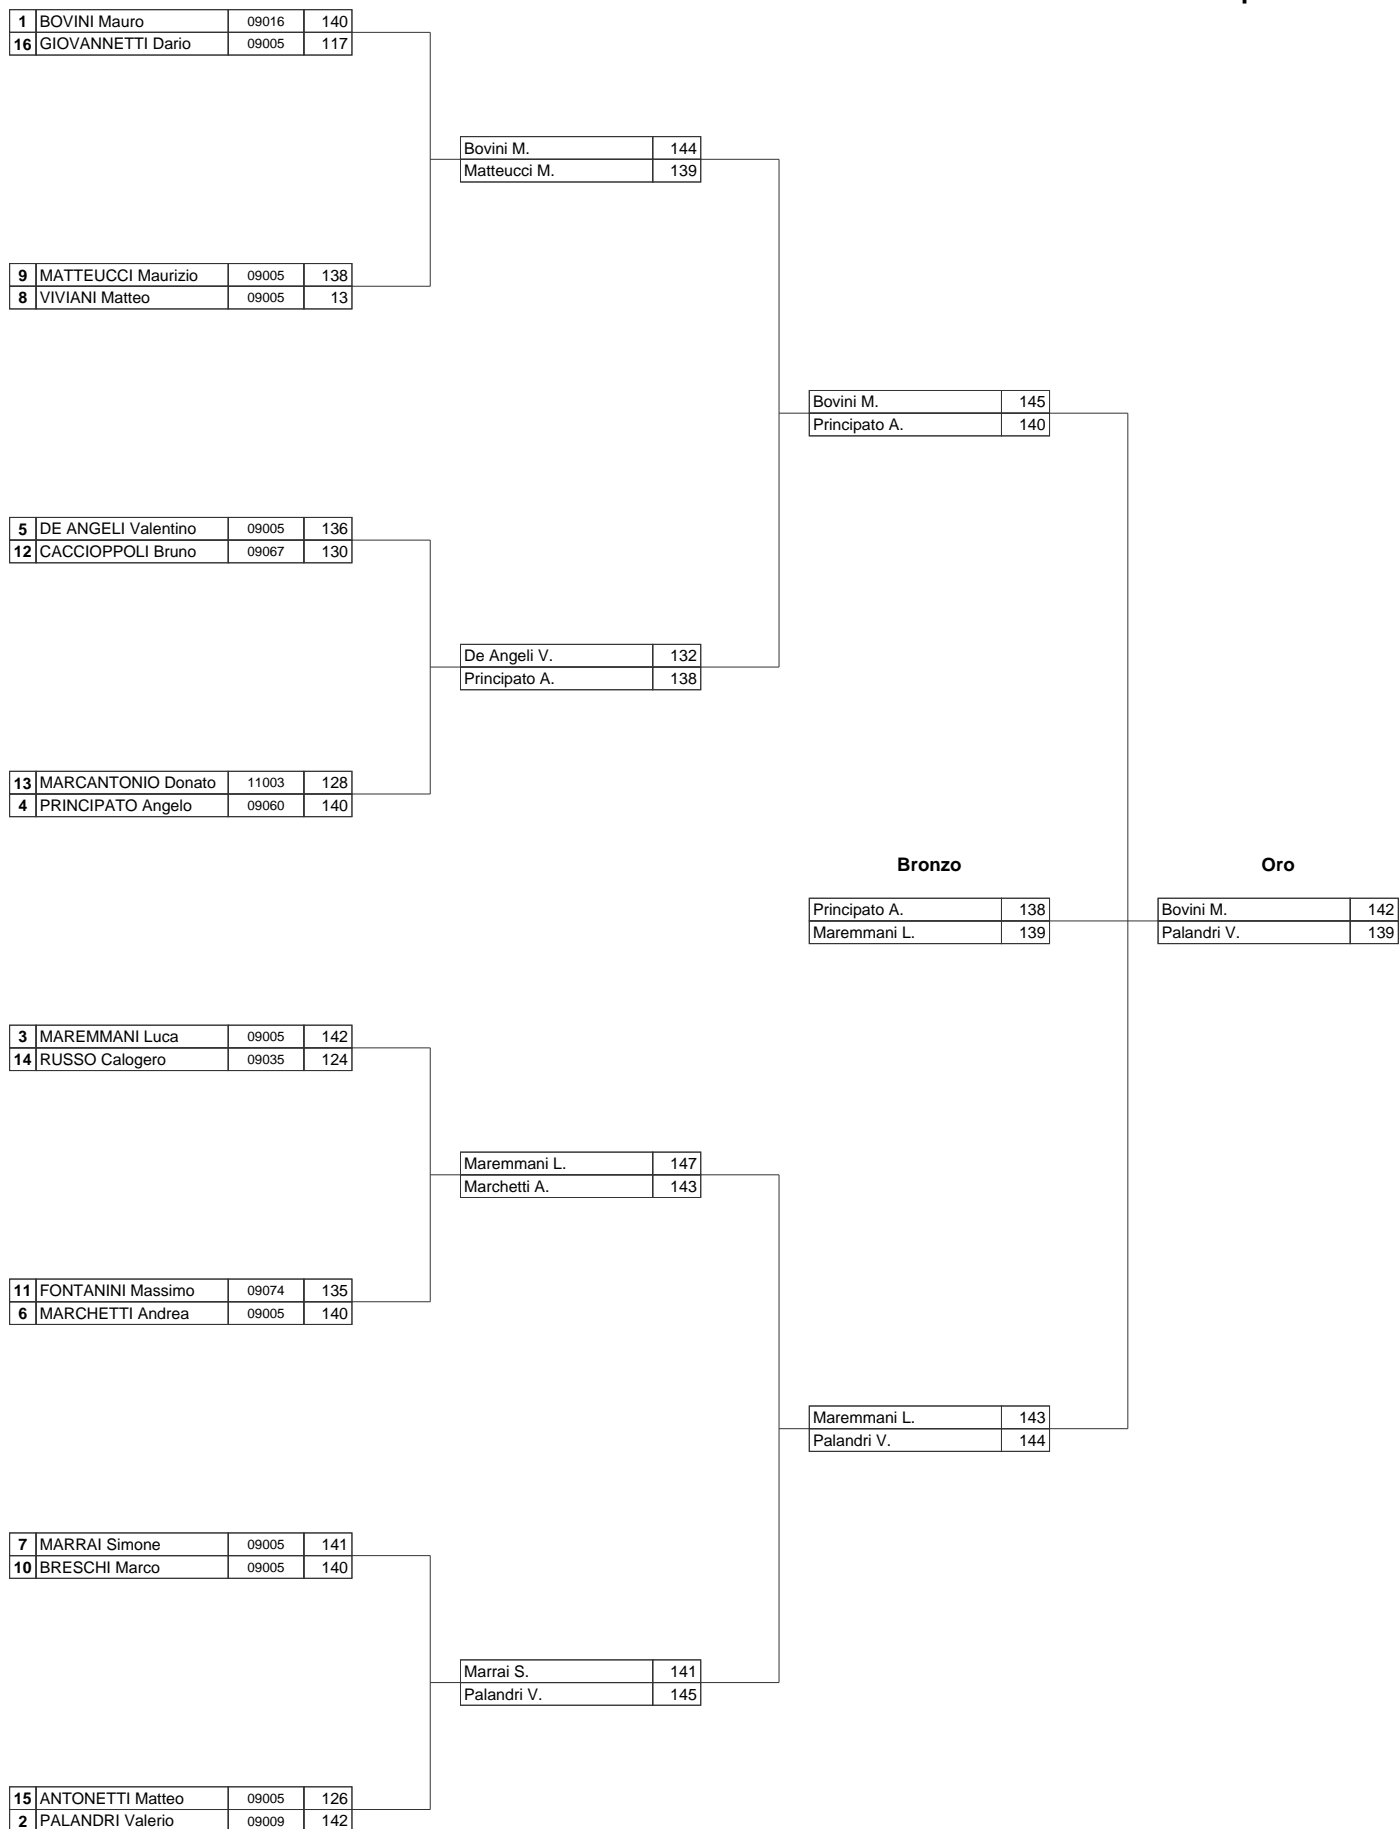 1 BOVINI Mauro 09016 140
16 GIOVANNETTI Dario 09005 117
Bovini M. 144
Matteucci M. 139
9 MATTEUCCI Maurizio 09005 138
8 VIVIANI Matteo 09005 13
Bovini M. 145
Principato A. 140
5 DE ANGELI Valentino 09005 136
12 CACCIOPPOLI Bruno 09067 130
De Angeli V. 132
Principato A. 138
13 MARCANTONIO Donato 11003 128
4 PRINCIPATO Angelo 09060 140
Bronzo Oro
Principato A. 138 Bovini M. 142
Maremmani L. 139 Palandri V. 139
3 MAREMMANI Luca 09005 142
14 RUSSO Calogero 09035 124
Maremmani L. 147
Marchetti A. 143
11 FONTANINI Massimo 09074 135
6 MARCHETTI Andrea 09005 140
Maremmani L. 143
Palandri V. 144
7 MARRAI Simone 09005 141
10 BRESCHI Marco 09005 140
Marrai S. 141
Palandri V. 145
15 ANTONETTI Matteo 09005 126
2 PALANDRI Valerio 09009 142